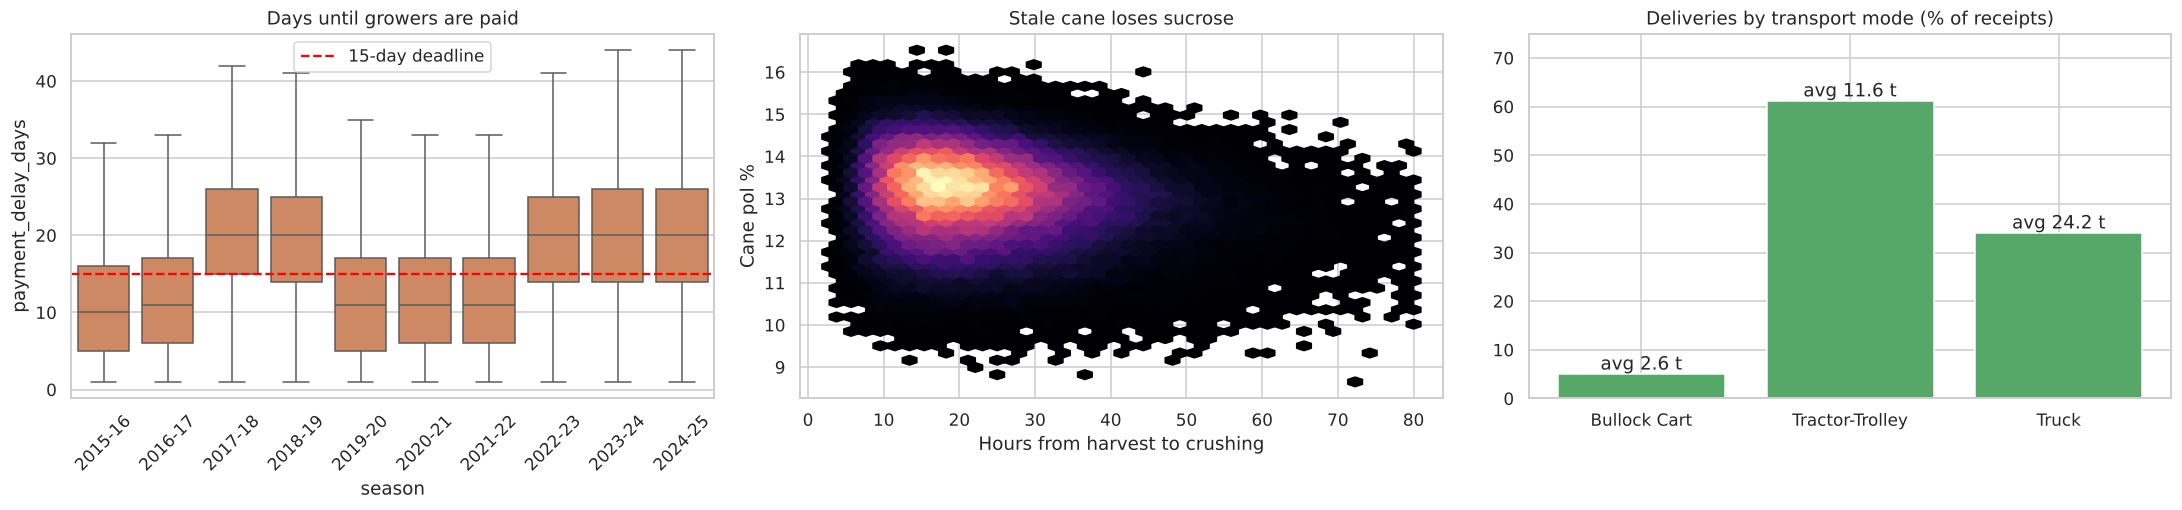 Days until growers are paid
15-day deadline
payment_delay_days
40
30
20
10
0
2015-16
2016-17
2017-18
2018-19
2019-20
2020-21
2021-22
2022-23
2023-24
2024-25
season
Stale cane loses sucrose
Cane pol %
16
15
14
13
12
11
10
9
0 10 20 30 40 50 60 70 80
Hours from harvest to crushing
Deliveries by transport mode (% of receipts)
70
60
50
40
30
20
10
0
avg 2.6 t
avg 11.6 t
avg 24.2 t
Bullock Cart Tractor-Trolley Truck